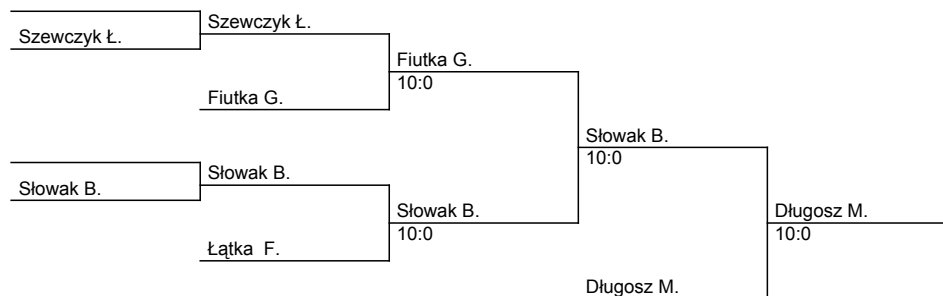 Szewczyk Ł.
Szewczyk Ł.
Fiutka G.
10:0
Fiutka G.
Słowak B.
10:0
Słowak B.
Słowak B.
Słowak B.
10:0
Długosz M.
10:0
Łątka F.
Długosz M.